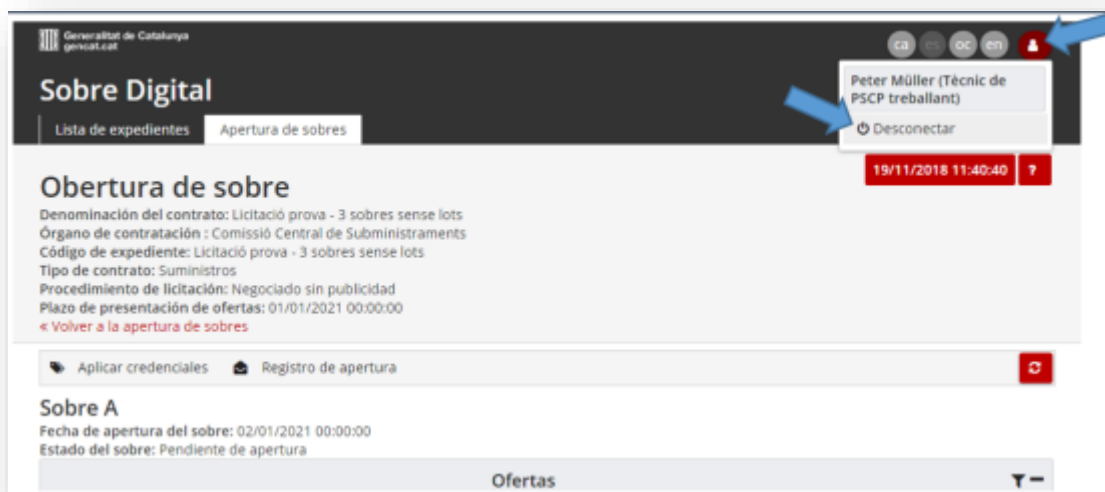 Generalitat de Catalunya
gencat.cat
ca es oc en
Sobre Digital
Peter Müller (Tècnic de
PSCP treballant)
Desconectar
Lista de expedientes Apertura de sobres
19/11/2018 11:40:40 ?
Obertura de sobre
Denominación del contrato: Licitació prova - 3 sobres sense lots
Órgano de contratación : Comissió Central de Subministraments
Código de expediente: Licitació prova - 3 sobres sense lots
Tipo de contrato: Suministros
Procedimiento de licitación: Negociado sin publicidad
Plazo de presentación de ofertas: 01/01/2021 00:00:00
« Volver a la apertura de sobres
Aplicar credenciales Registro de apertura
Sobre A
Fecha de apertura del sobre: 02/01/2021 00:00:00
Estado del sobre: Pendiente de apertura
Ofertas